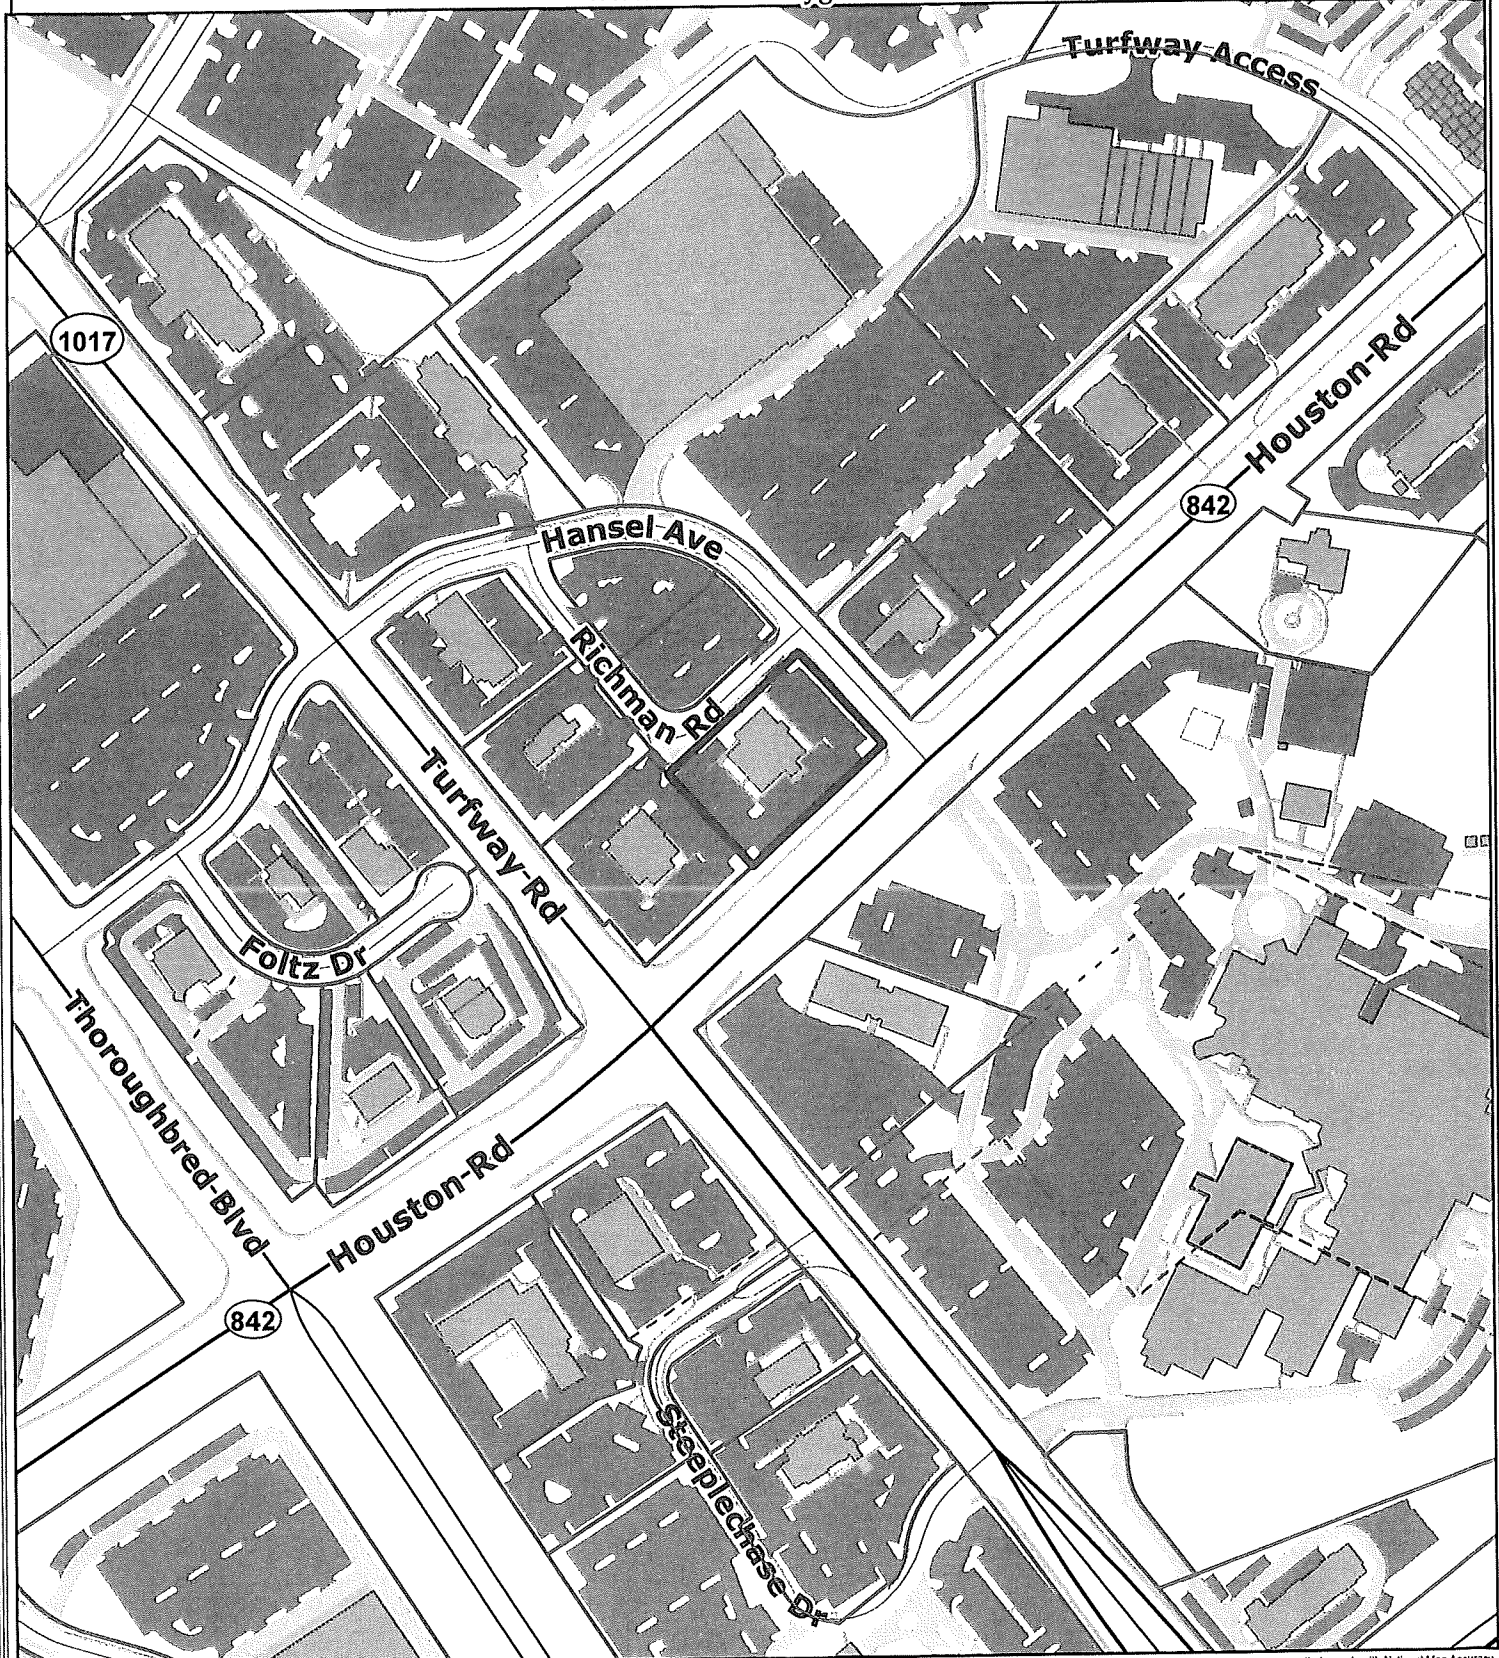 Turfway Access
1017
Houston-Rd
842
Hansel Ave
Richman Rd
Turfway-Rd
Foltz-Dr
Thoroughbred-Blvd
Houston-Rd
842
Steeplechase Dr